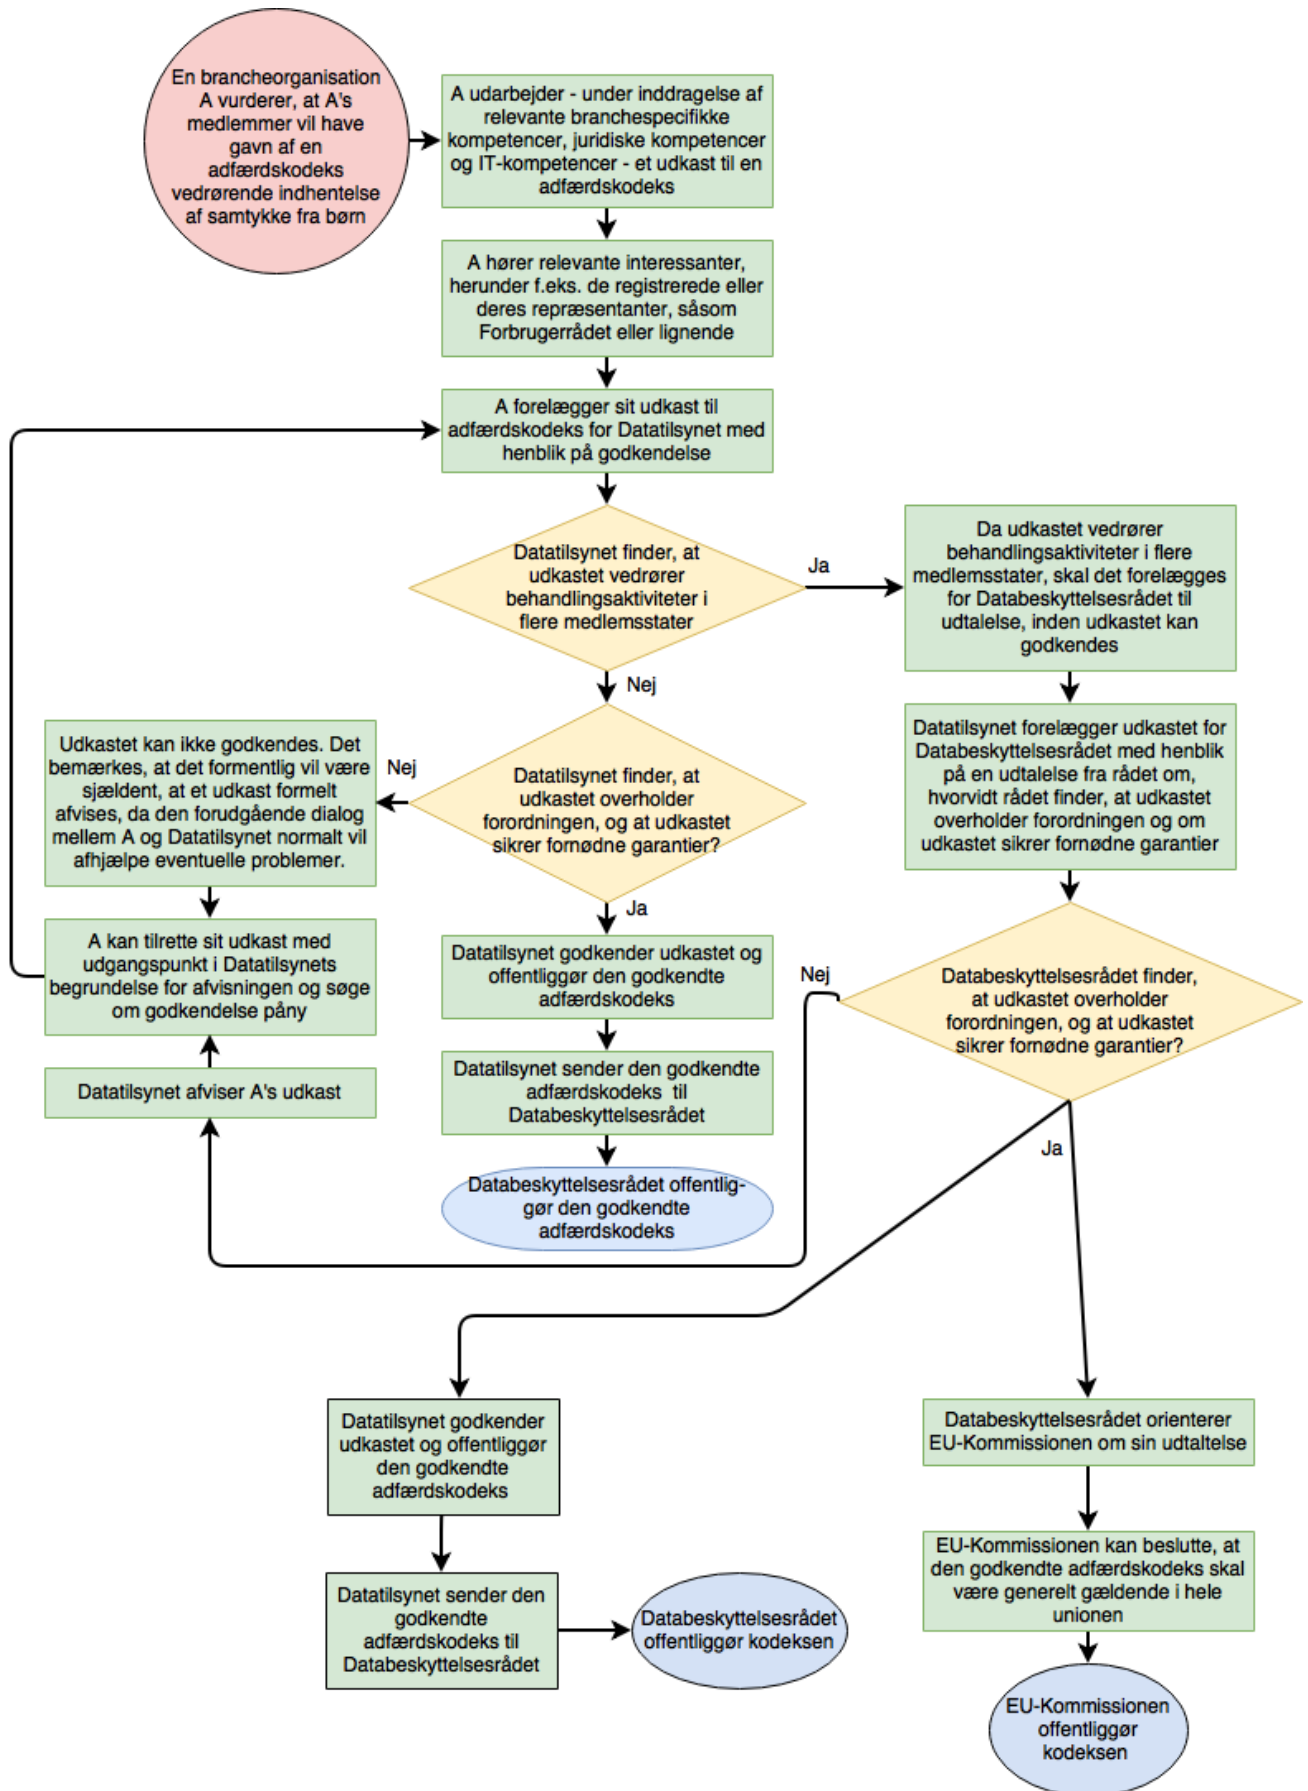 En brancheorganisation
A vurderer, at A's
medlemmer vil have
gavn af en
adfærdskodeks
vedrørende indhentelse
af samtykke fra børn
A udarbejder - under inddragelse af
relevante branchespecifikke
kompetencer, juridiske kompetencer
og IT-kompetencer - et udkast til en
adfærdskodeks
A hører relevante interessanter,
herunder f.eks. de registrerede eller
deres repræsentanter, såsom
Forbrugerrådet eller lignende
A forelægger sit udkast til
adfærdskodeks for Datatilsynet med
henblik på godkendelse
Datatilsynet finder, at
udkastet vedrører
behandlingsaktiviteter i
flere medlemsstater
Ja
Da udkastet vedrører
behandlingsaktiviteter i flere
medlemsstater, skal det forelægges
for Databeskyttelsesrådet til
udtalelse, inden udkastet kan
godkendes
Nej
Datatilsynet forelægger udkastet for
Databeskyttelsesrådet med henblik
på en udtalelse fra rådet om,
hvorvidt rådet finder, at udkastet
overholder forordningen og om
udkastet sikrer fornødne garantier
Datatilsynet finder, at
udkastet overholder
forordningen, og at udkastet
sikrer fornødne garantier?
Nej
Udkastet kan ikke godkendes. Det
bemærkes, at det formentlig vil være
sjældent, at et udkast formelt
afvises, da den forudgående dialog
mellem A og Datatilsynet normalt vil
afhjælpe eventuelle problemer.
Ja
A kan tilrette sit udkast med
udgangspunkt i Datatilsynets
begrundelse for afvisningen og søge
om godkendelse påny
Datatilsynet godkender udkastet og
offentliggør den godkendte
adfærdskodeks
Nej
Databeskyttelsesrådet finder,
at udkastet overholder
forordningen, og at udkastet
sikrer fornødne garantier?
Datatilsynet afviser A's udkast
Datatilsynet sender den godkendte
adfærdskodeks til
Databeskyttelsesrådet
Ja
Databeskyttelsesrådet offentlig-
gør den godkendte
adfærdskodeks
Datatilsynet godkender
udkastet og offentliggør
den godkendte
adfærdskodeks
Databeskyttelsesrådet orienterer
EU-Kommissionen om sin udtaltelse
Datatilsynet sender den
godkendte
adfærdskodeks til
Databeskyttelsesrådet
Databeskyttelsesrådet
offentliggør kodeksen
EU-Kommissionen kan beslutte, at
den godkendte adfærdskodeks skal
være generelt gældende i hele
unionen
EU-Kommissionen
offentliggør
kodeksen